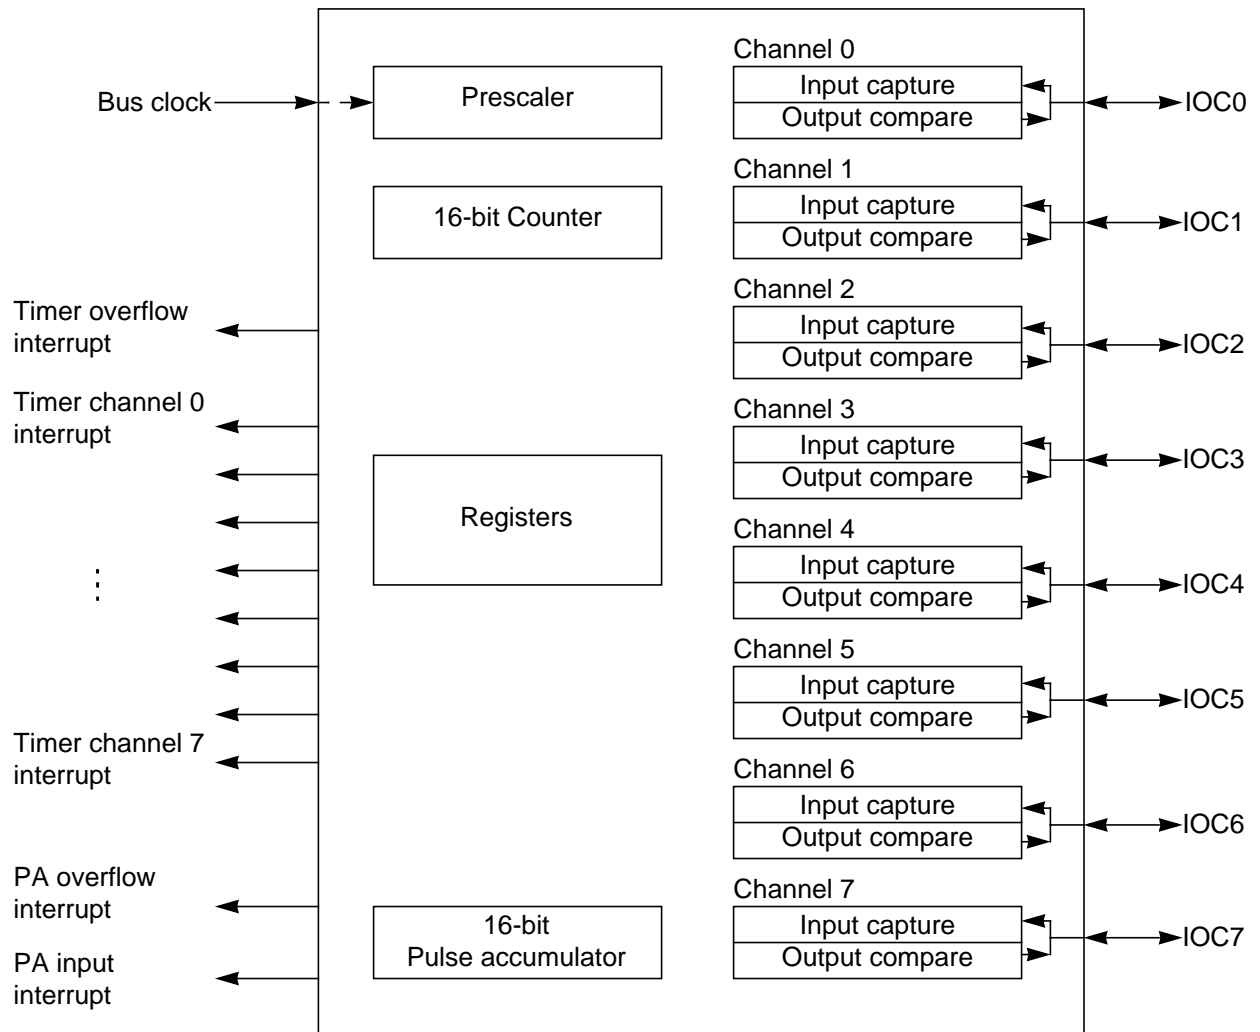 Bus clock
Timer overflow
interrupt
Timer channel 0
interrupt
Timer channel 7
interrupt
PA overflow
interrupt
PA input
interrupt
Prescaler
16-bit Counter
Registers
16-bit
Pulse accumulator
Channel 0
Input capture
Output compare
IOC0
Channel 1
Input capture
Output compare
IOC1
Channel 2
Input capture
Output compare
IOC2
Channel 3
Input capture
Output compare
IOC3
Channel 4
Input capture
Output compare
IOC4
Channel 5
Input capture
Output compare
IOC5
Channel 6
Input capture
Output compare
IOC6
Channel 7
Input capture
Output compare
IOC7